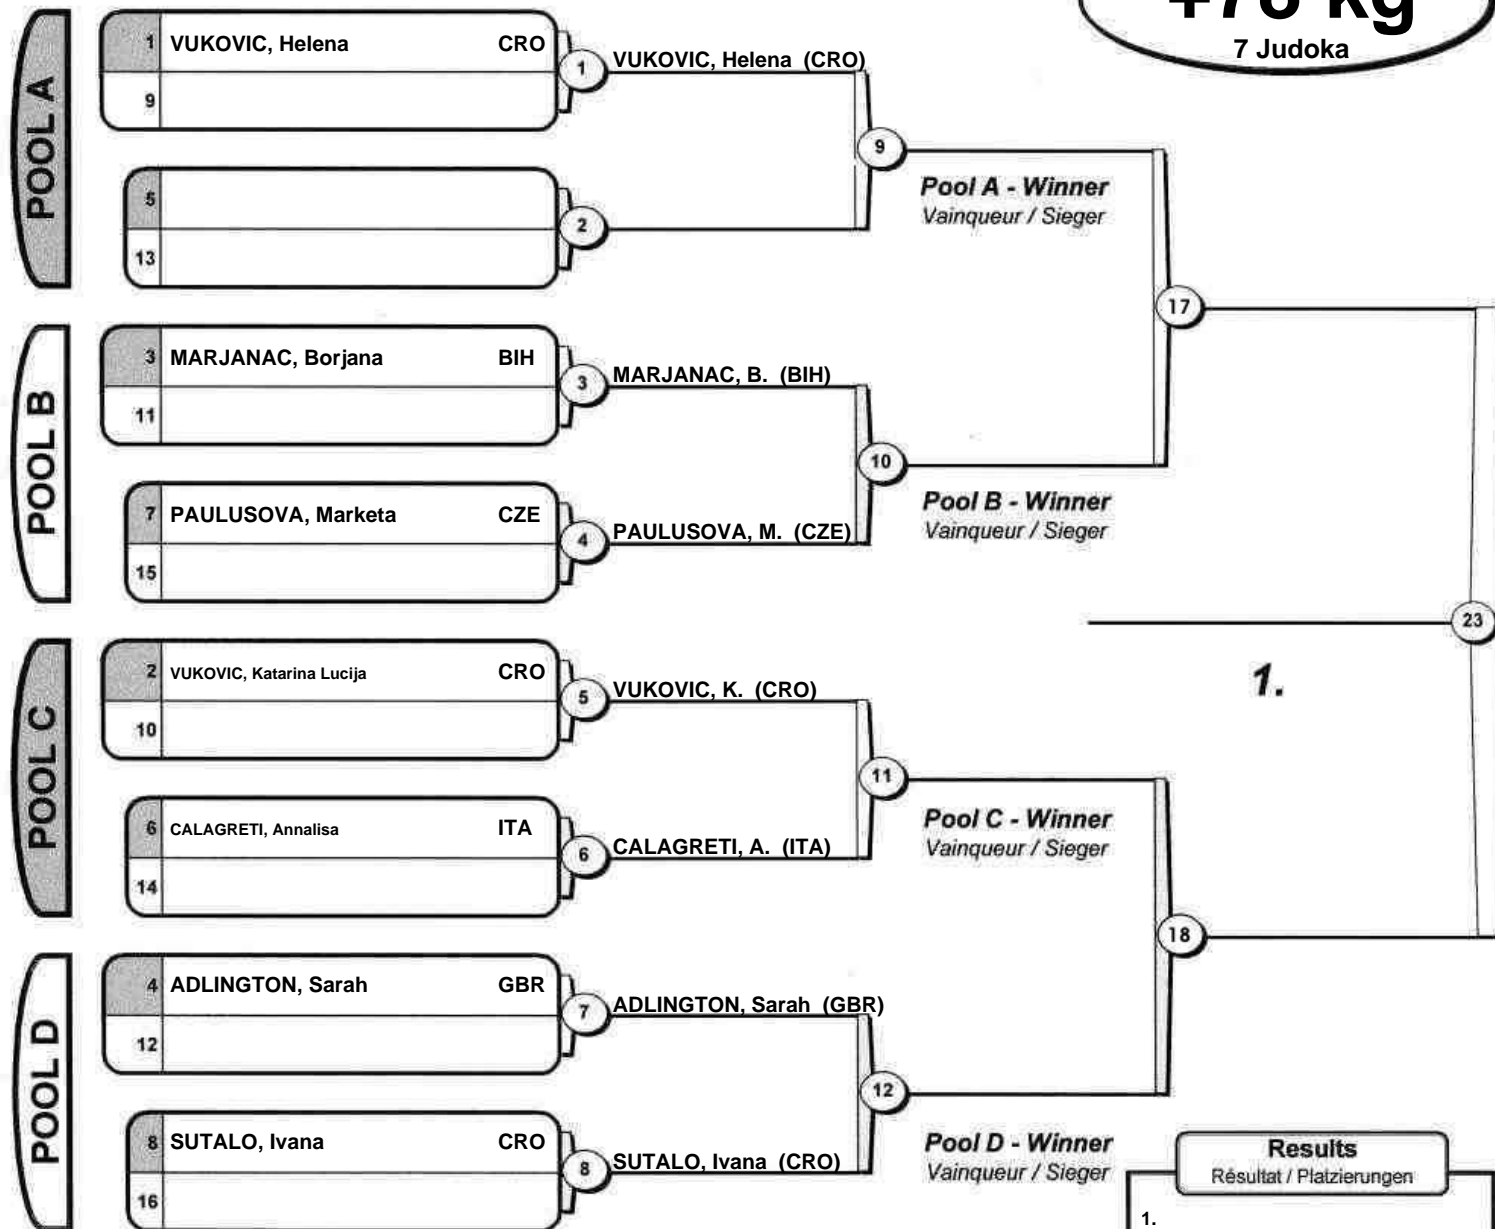 +78 kg
7 Judoka
POOL A
1 VUKOVIC, Helena CRO
9
1
VUKOVIC, Helena (CRO)
5
13
2
9
Pool A - Winner
Vainqueur / Sieger
POOL B
3 MARJANAC, Borjana BIH
11
3
MARJANAC, B. (BIH)
7 PAULUSOVA, Marketa CZE
15
4
PAULUSOVA, M. (CZE)
10
Pool B - Winner
Vainqueur / Sieger
17
23
1.
POOL C
2 VUKOVIC, Katarina Lucija CRO
10
5
VUKOVIC, K. (CRO)
6 CALAGRETI, Annalisa ITA
14
6
CALAGRETI, A. (ITA)
11
Pool C - Winner
Vainqueur / Sieger
18
POOL D
4 ADLINGTON, Sarah GBR
12
7
ADLINGTON, Sarah (GBR)
8 SUTALO, Ivana CRO
16
8
SUTALO, Ivana (CRO)
12
Pool D - Winner
Vainqueur / Sieger
Results
Résultat / Platzierungen
1.